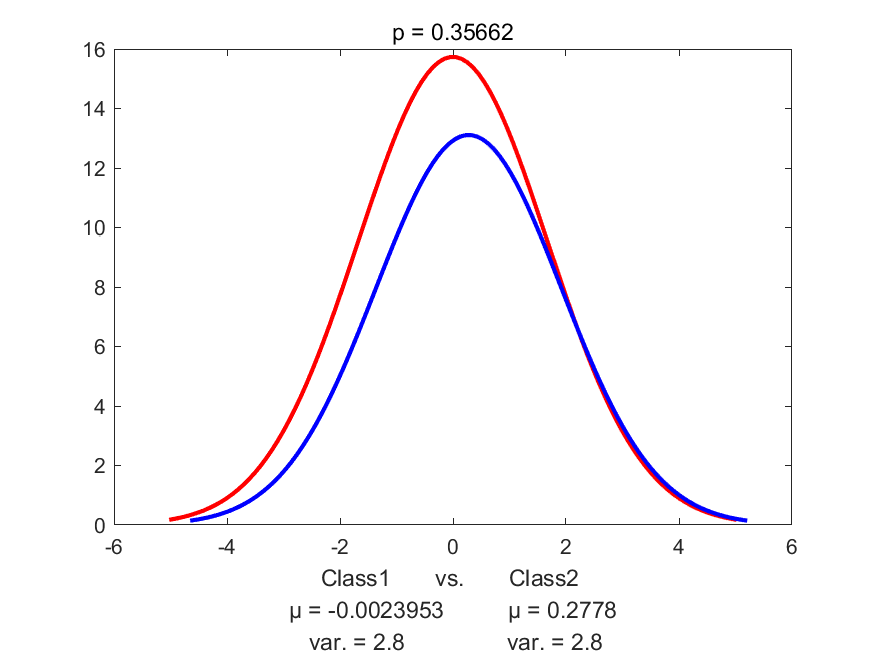 p = 0.35662
16
14
12
10
8
6
4
2
0
-6 -4 -2 0 2 4 6
Class1 vs. Class2
μ = -0.0023953 μ = 0.2778
var. = 2.8 var. = 2.8